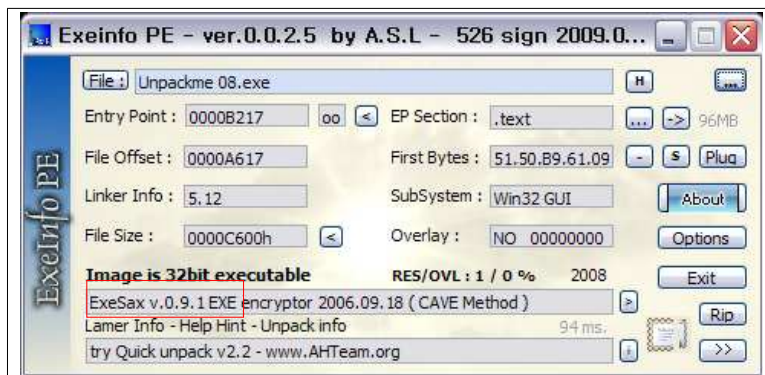 Exeinfo PE - ver.0.0.2.5 by A.S.L - 526 sign 2009.0...
File : Unpackme 08.exe H ...
Entry Point : 0000B217 oo < EP Section : .text ... -> 96MB
File Offset : 0000A617 First Bytes : 51.50.B9.61.09 - S Plug
Linker Info : 5.12 SubSystem : Win32 GUI About
File Size : 0000C600h < Overlay : NO 00000000 Options
Image is 32bit executable RES/OVL : 1 / 0 % 2008 Exit
ExeSax v.0.9.1 EXE encryptor 2006.09.18 ( CAVE Method ) > Rip
Lamer Info - Help Hint - Unpack info 94 ms.
try Quick unpack v2.2 - www.AHTeam.org i >>
ExeInfo PE